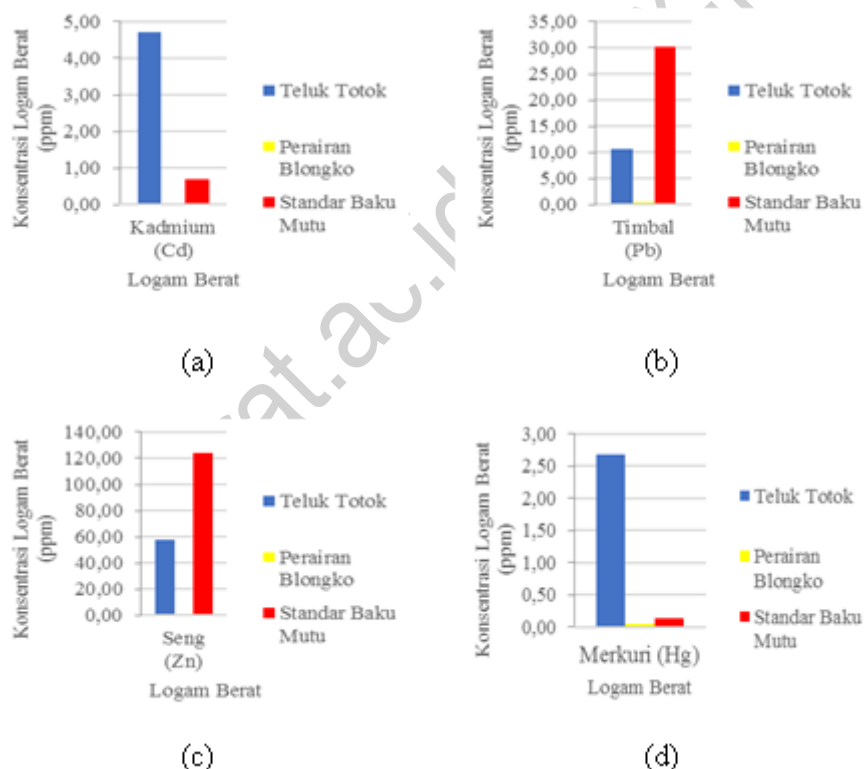 5,00
4,00
3,00
2,00
1,00
0,00
Konsentrasi Logam Berat
(ppm)
Kadmium
(Cd)
Logam Berat
Teluk Totok
Perairan
Blongko
Standar Baku
Mutu
(a)
35,00
30,00
25,00
20,00
15,00
10,00
5,00
0,00
Konsentrasi Logam Berat
(ppm)
Timbal
(Pb)
Logam Berat
Teluk Totok
Perairan
Blongko
Standar Baku
Mutu
(b)
140,00
120,00
100,00
80,00
60,00
40,00
20,00
0,00
Konsentrasi Logam Berat
(ppm)
Seng
(Zn)
Logam Berat
Teluk Totok
Perairan
Blongko
Standar Baku
Mutu
(c)
3,00
2,50
2,00
1,50
1,00
0,50
0,00
Konsentrasi Logam Berat
(ppm)
Merkuri (Hg)
Logam Berat
Teluk Totok
Perairan
Blongko
Standar Baku
Mutu
(d)
rat.ac.id